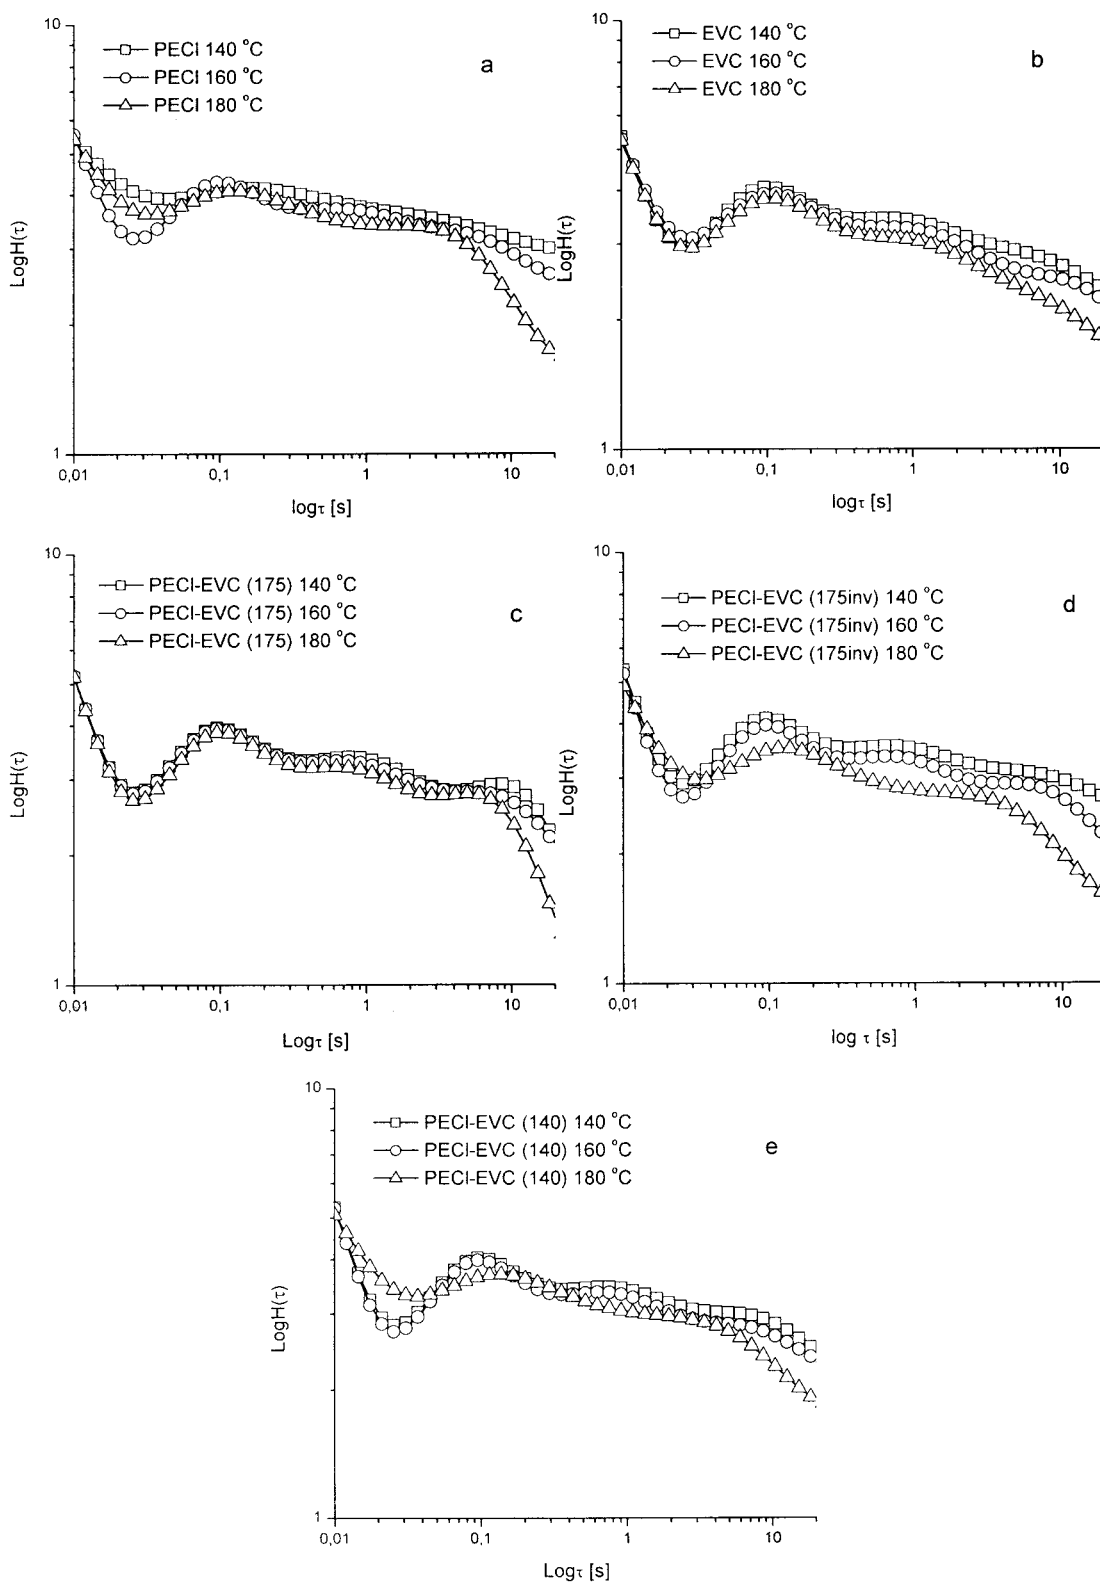 10
PECl 140 °C
PECl 160 °C
PECl 180 °C
a
LogH(τ)
1
0,01
0,1
1
10
logτ [s]
10
EVC 140 °C
EVC 160 °C
EVC 180 °C
b
LogH(τ)
1
0,01
0,1
1
10
logτ [s]
10
PECl-EVC (175) 140 °C
PECl-EVC (175) 160 °C
PECl-EVC (175) 180 °C
c
LogH(τ)
1
0,01
0,1
1
10
Logτ [s]
10
PECl-EVC (175inv) 140 °C
PECl-EVC (175inv) 160 °C
PECl-EVC (175inv) 180 °C
d
LogH(τ)
1
0,01
0,1
1
10
log τ [s]
10
PECl-EVC (140) 140 °C
PECl-EVC (140) 160 °C
PECl-EVC (140) 180 °C
e
LogH(τ)
1
0,01
0,1
1
10
Logτ [s]